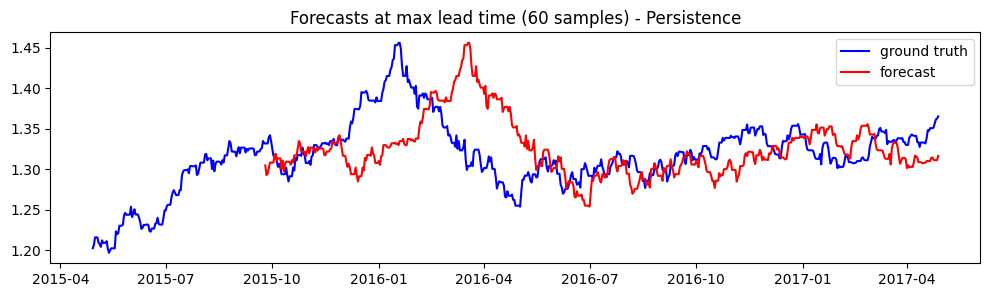 Forecasts at max lead time (60 samples) - Persistence
ground truth
forecast
1.45
1.40
1.35
1.30
1.25
1.20
2015-04 2015-07 2015-10 2016-01 2016-04 2016-07 2016-10 2017-01 2017-04